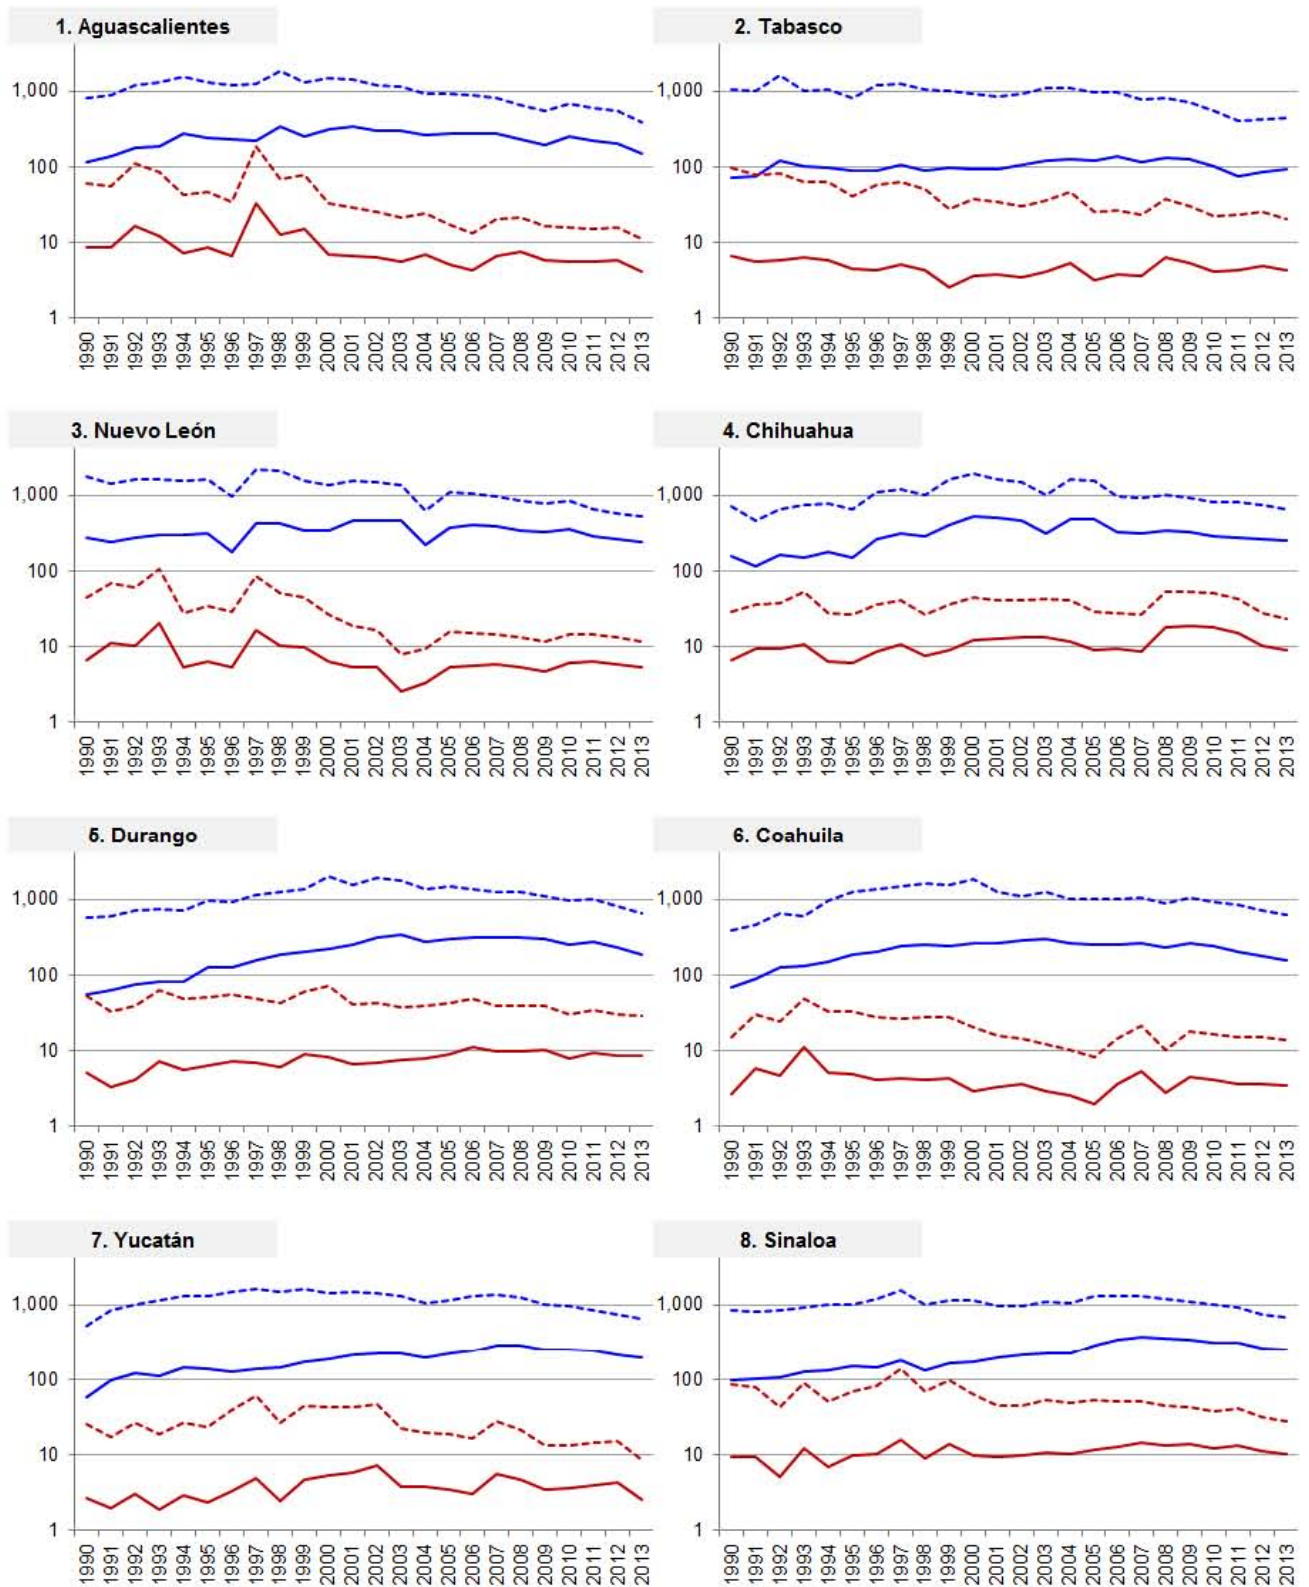 1. Aguascalientes
1,000
100
10
1
1990 1991 1992 1993 1994 1995 1996 1997 1998 1999 2000 2001 2002 2003 2004 2005 2006 2007 2008 2009 2010 2011 2012 2013
2. Tabasco
1,000
100
10
1
1990 1991 1992 1993 1994 1995 1996 1997 1998 1999 2000 2001 2002 2003 2004 2005 2006 2007 2008 2009 2010 2011 2012 2013
3. Nuevo León
1,000
100
10
1
1990 1991 1992 1993 1994 1995 1996 1997 1998 1999 2000 2001 2002 2003 2004 2005 2006 2007 2008 2009 2010 2011 2012 2013
4. Chihuahua
1,000
100
10
1
1990 1991 1992 1993 1994 1995 1996 1997 1998 1999 2000 2001 2002 2003 2004 2005 2006 2007 2008 2009 2010 2011 2012 2013
5. Durango
1,000
100
10
1
1990 1991 1992 1993 1994 1995 1996 1997 1998 1999 2000 2001 2002 2003 2004 2005 2006 2007 2008 2009 2010 2011 2012 2013
6. Coahuila
1,000
100
10
1
1990 1991 1992 1993 1994 1995 1996 1997 1998 1999 2000 2001 2002 2003 2004 2005 2006 2007 2008 2009 2010 2011 2012 2013
7. Yucatán
1,000
100
10
1
1990 1991 1992 1993 1994 1995 1996 1997 1998 1999 2000 2001 2002 2003 2004 2005 2006 2007 2008 2009 2010 2011 2012 2013
8. Sinaloa
1,000
100
10
1
1990 1991 1992 1993 1994 1995 1996 1997 1998 1999 2000 2001 2002 2003 2004 2005 2006 2007 2008 2009 2010 2011 2012 2013